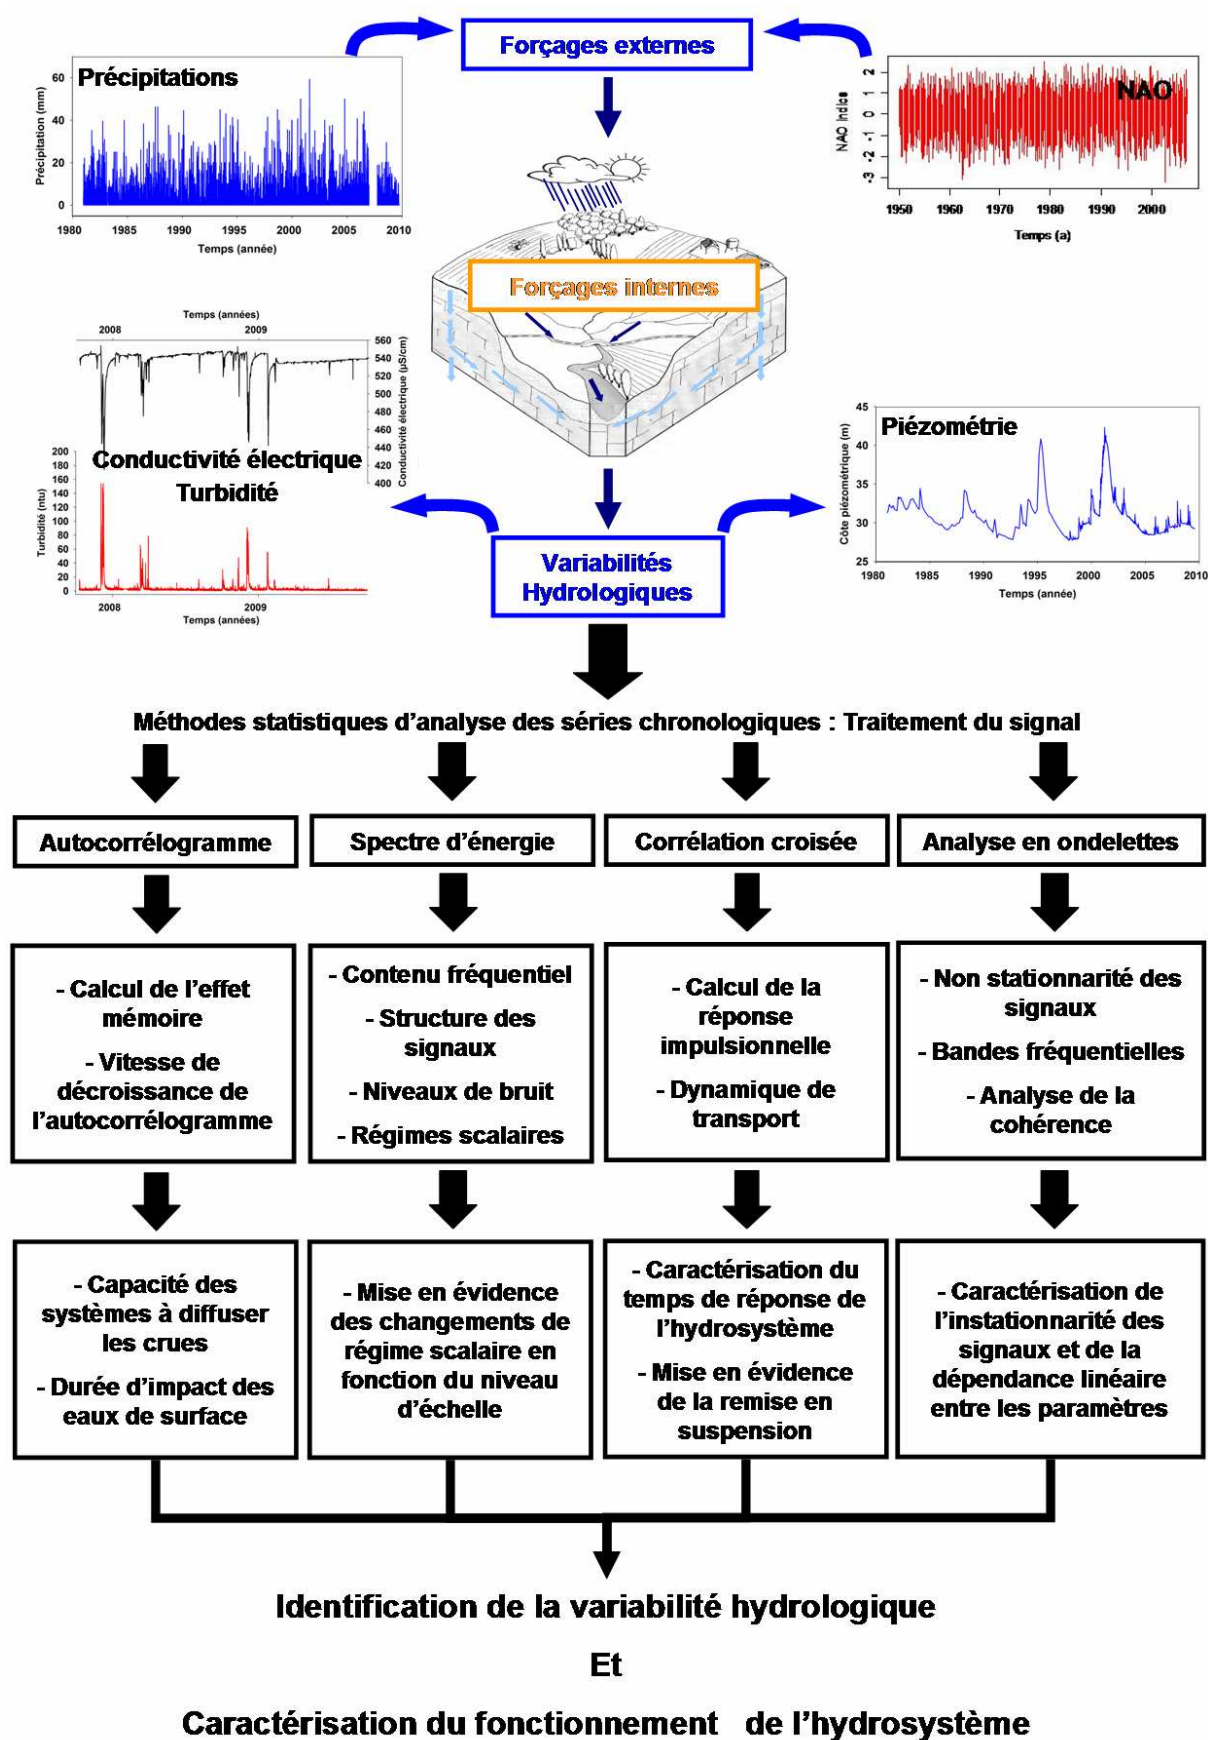 Forçages externes
Précipitations
Précipitation (mm)
60
40
20
0
1980 1985 1990 1995 2000 2005 2010
Temps (année)
NAO
NAO Indice
2
1
0
-1
-2
-3
1950 1960 1970 1980 1990 2000
Temps (a)
Forçages internes
Temps (années)
2008 2009
560
540
520
500
480
460
440
420
400
Conductivité électrique (µS/cm)
Conductivité électrique
Turbidité
Turbidité (ntu)
200
180
160
140
120
100
80
60
40
20
0
2008 2009
Temps (années)
Piézométrie
Côte piézométrique (m)
45
40
35
30
25
1980 1985 1990 1995 2000 2005 2010
Temps (année)
Variabilités
Hydrologiques
Méthodes statistiques d’analyse des séries chronologiques : Traitement du signal
Autocorrélogramme
Spectre d’énergie
Corrélation croisée
Analyse en ondelettes
- Calcul de l’effet
mémoire
- Vitesse de
décroissance de
l’autocorrélogramme
- Contenu fréquentiel
- Structure des
signaux
- Niveaux de bruit
- Régimes scalaires
- Calcul de la
réponse
impulsionnelle
- Dynamique de
transport
- Non stationnarité des
signaux
- Bandes fréquentielles
- Analyse de la
cohérence
- Capacité des
systèmes à diffuser
les crues
- Durée d’impact des
eaux de surface
- Mise en évidence
des changements de
régime scalaire en
fonction du niveau
d’échelle
- Caractérisation du
temps de réponse de
l’hydrosystème
- Mise en évidence
de la remise en
suspension
- Caractérisation de
l’instationnarité des
signaux et de la
dépendance linéaire
entre les paramètres
Identification de la variabilité hydrologique
Et
Caractérisation du fonctionnement de l’hydrosystème